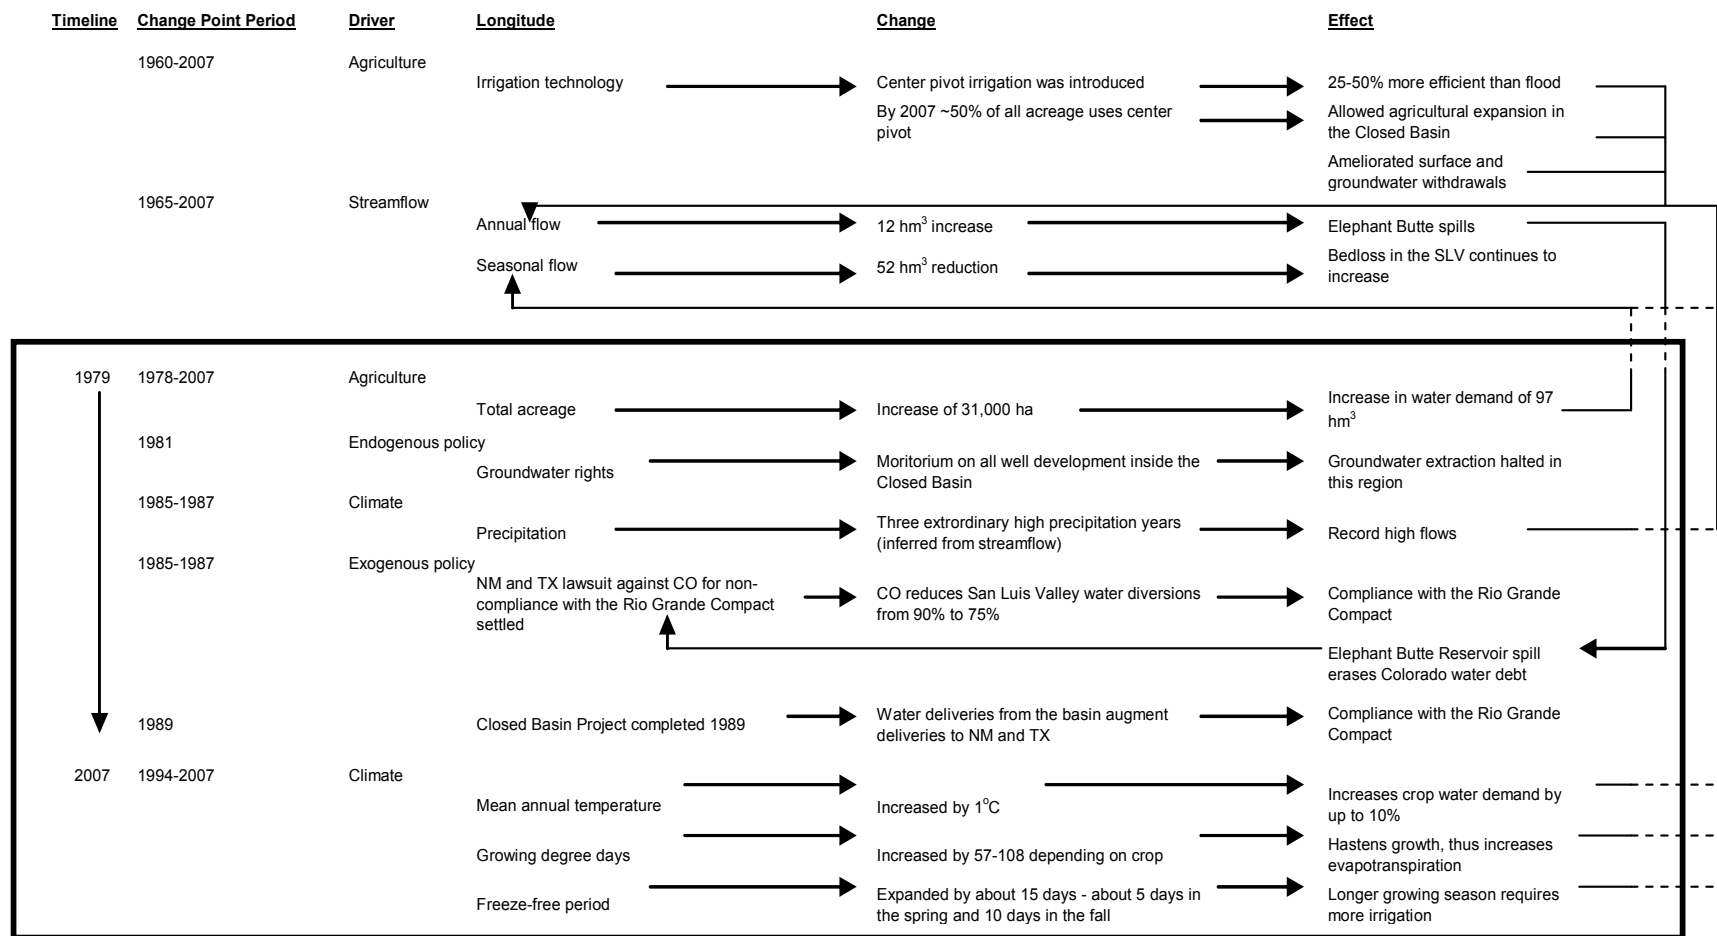 Timeline Change Point Period Driver Longitude Change Effect
1960-2007 Agriculture
Irrigation technology Center pivot irrigation was introduced 25-50% more efficient than flood
By 2007 ~50% of all acreage uses center
pivot
Allowed agricultural expansion in
the Closed Basin
Ameliorated surface and
groundwater withdrawals
1965-2007 Streamflow
Annual flow 12 hm³ increase Elephant Butte spills
Seasonal flow 52 hm³ reduction
Bedloss in the SLV continues to
increase
1979 1978-2007 Agriculture
Total acreage Increase of 31,000 ha
Increase in water demand of 97
hm³
1981 Endogenous policy
Groundwater rights
Moritorium on all well development inside the
Closed Basin
Groundwater extraction halted in
this region
1985-1987 Climate
Precipitation
Three extrordinary high precipitation years
(inferred from streamflow)
Record high flows
1985-1987 Exogenous policy
NM and TX lawsuit against CO for non-
compliance with the Rio Grande Compact
settled
CO reduces San Luis Valley water diversions
from 90% to 75%
Compliance with the Rio Grande
Compact
Elephant Butte Reservoir spill
erases Colorado water debt
1989 Closed Basin Project completed 1989
Water deliveries from the basin augment
deliveries to NM and TX
Compliance with the Rio Grande
Compact
2007 1994-2007 Climate
Mean annual temperature Increased by 1°C
Increases crop water demand by
up to 10%
Growing degree days Increased by 57-108 depending on crop
Hastens growth, thus increases
evapotranspiration
Freeze-free period
Expanded by about 15 days - about 5 days in
the spring and 10 days in the fall
Longer growing season requires
more irrigation